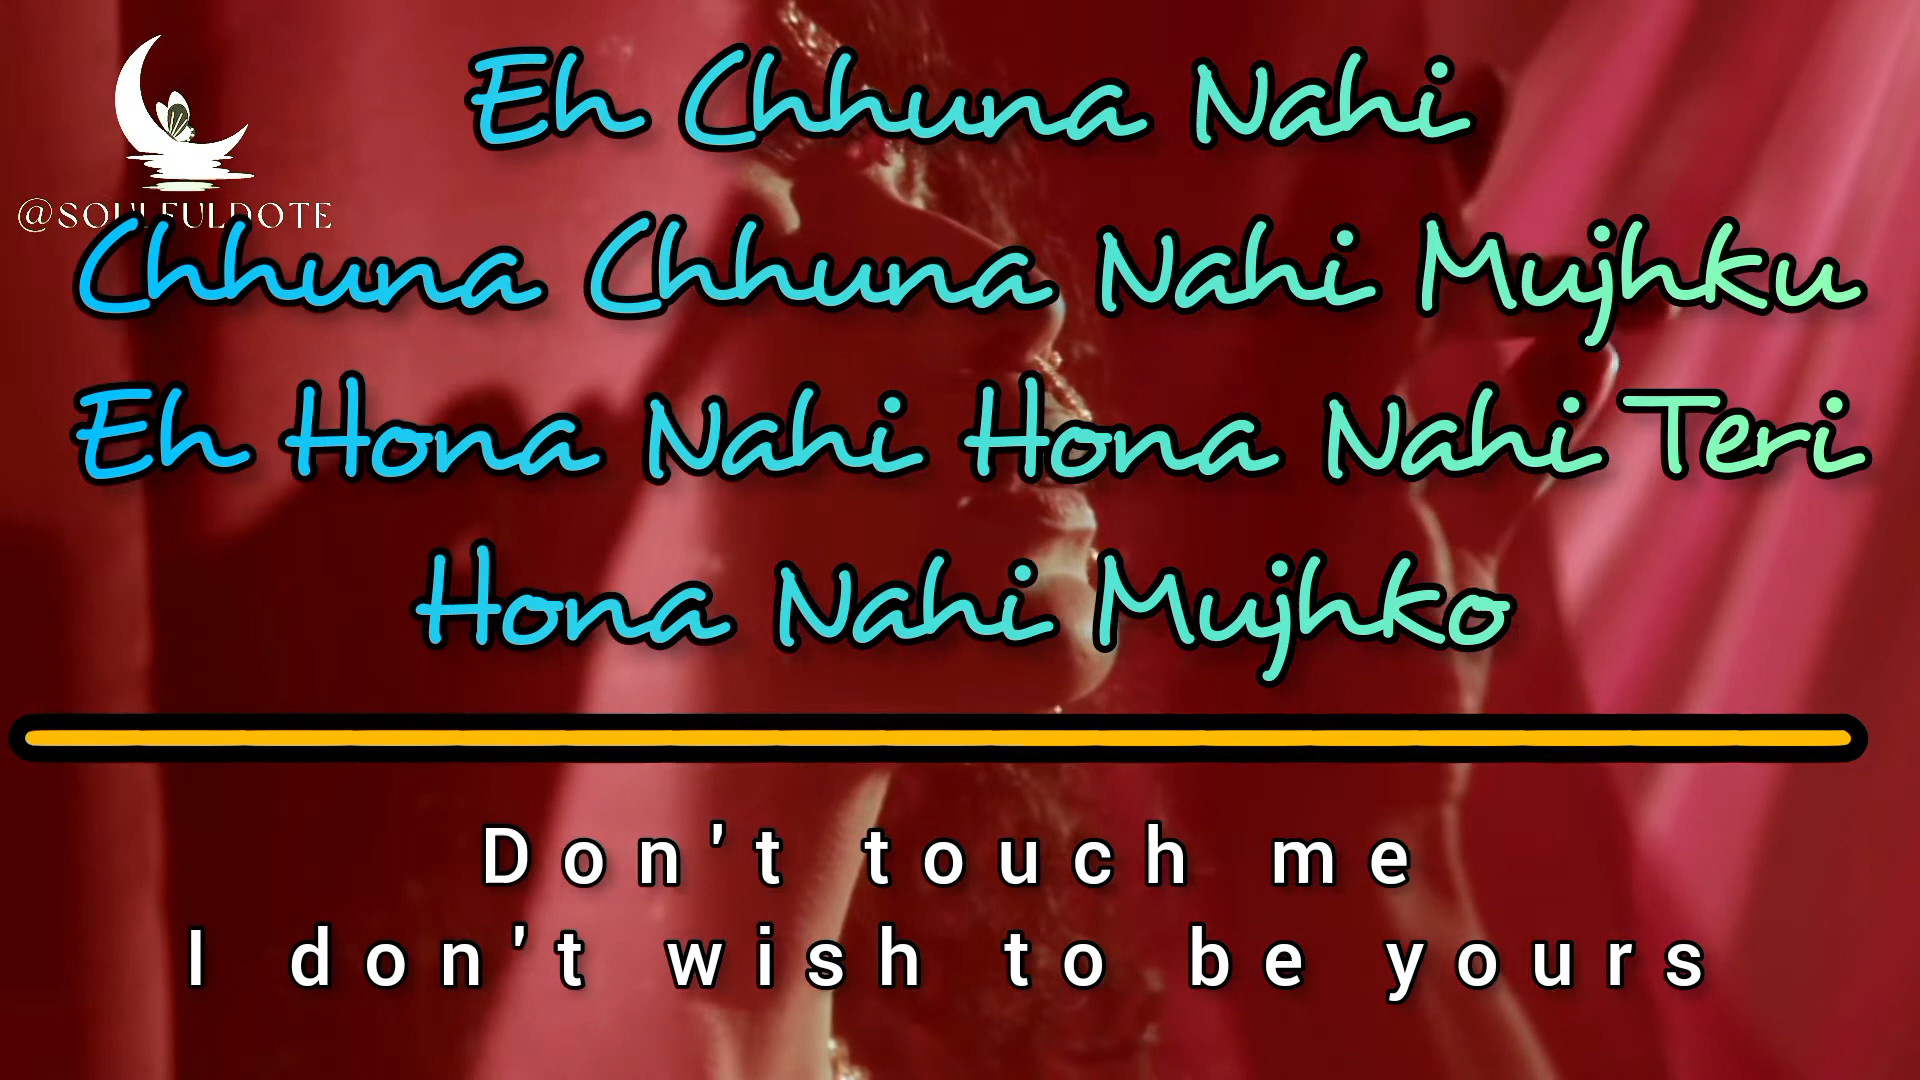 Eh Chhuna Nahi
@SOULFULDOTE
Chhuna Chhuna Nahi Mujhku
Eh Hona Nahi Hona Nahi Teri
Hona Nahi Mujhko
Don't touch me
I don't wish to be yours